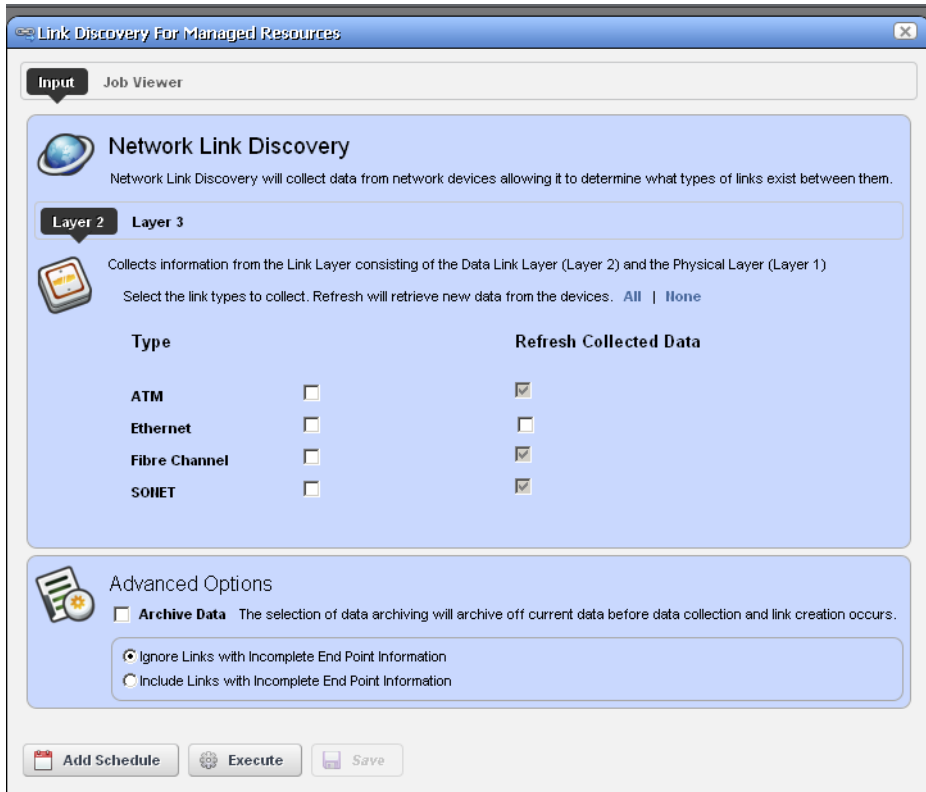 Link Discovery For Managed Resources
Input Job Viewer
Network Link Discovery
Network Link Discovery will collect data from network devices allowing it to determine what types of links exist between them.
Layer 2 Layer 3
Collects information from the Link Layer consisting of the Data Link Layer (Layer 2) and the Physical Layer (Layer 1)
Select the link types to collect. Refresh will retrieve new data from the devices. All | None
Type Refresh Collected Data
ATM
Ethernet
Fibre Channel
SONET
Advanced Options
Archive Data The selection of data archiving will archive off current data before data collection and link creation occurs.
Ignore Links with Incomplete End Point Information
Include Links with Incomplete End Point Information
Add Schedule Execute Save